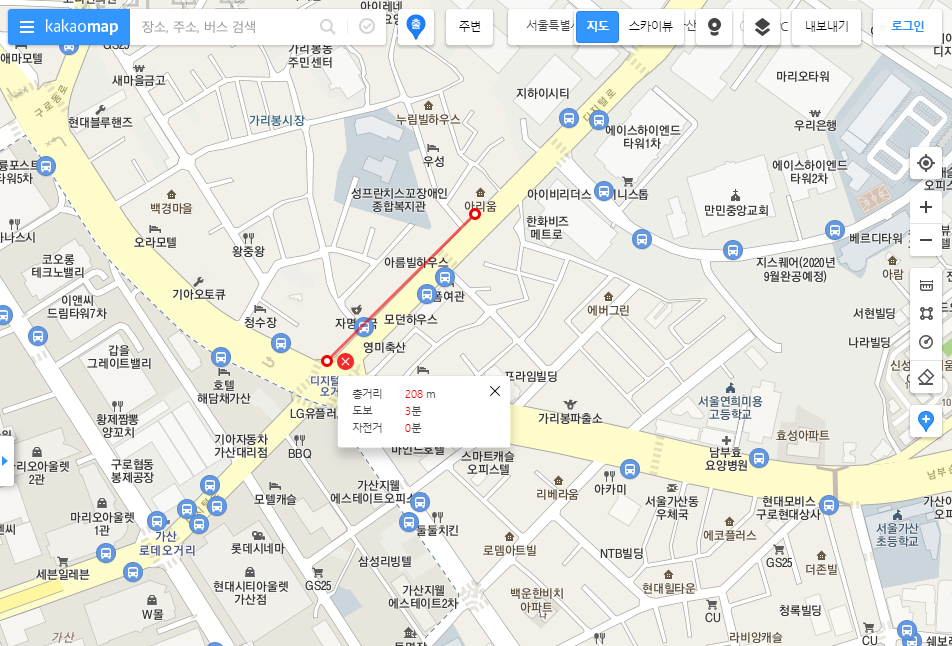 kakaomap
장소, 주소, 버스 검색
출
주변
서울특별시
지도
스카이뷰
내보내기
로그인
GS25
새마을금고
가리봉동
주민센터
마리오타워
지하이시티
구로동로
현대블루핸즈
가리봉시장
누림빌하우스
디지털로
우리은행
에이스하이엔드
타워1차
우성
에이스하이엔드
타워2차
타워5차
백경마을
성프란치스꼬장애인
종합복지관
아리움
아이비리더스
미니스톱
만민중앙교회
한화비즈
메트로
오라모텔
왕중왕
베르디타워
코오롱
테크노밸리
아름빌하우스
지스퀘어(2020년
9월완공예정)
아람
기아오토큐
이앤씨
드림타워7차
에버그린
청수장
모던하우스
서현빌딩
영미축산
나라빌딩
갑을
그레이트밸리
호텔
해담채가산
프라임빌딩
총거리 208 m
도보 3분
자전거 0분
LG유플러스
황제짬뽕
양꼬치
가리봉파출소
서울연희미용
고등학교
효성아파트
기아자동차
가산대리점
BBQ
남부효
요양병원
스마트캐슬
오피스텔
2관
구로협동
봉제공장
모텔캐슬
가산지웰
에스테이트오피스
리베라움
아카미
서울가산동
우체국
현대모비스
구로현대상사
마리오아울렛
1관
가산
로데오거리
롯데시네마
둘둘치킨
에코플러스
서울가산
초등학교
로뎀아트빌
NTB빌딩
삼성리빙텔
GS25
더존빌
세븐일레븐
현대시티아울렛
가산점
GS25
가산지웰
에스테이트2차
현대힐타운
백운한비치
아파트
W몰
CU
청록빌딩
가산
라비앙캐슬
CU